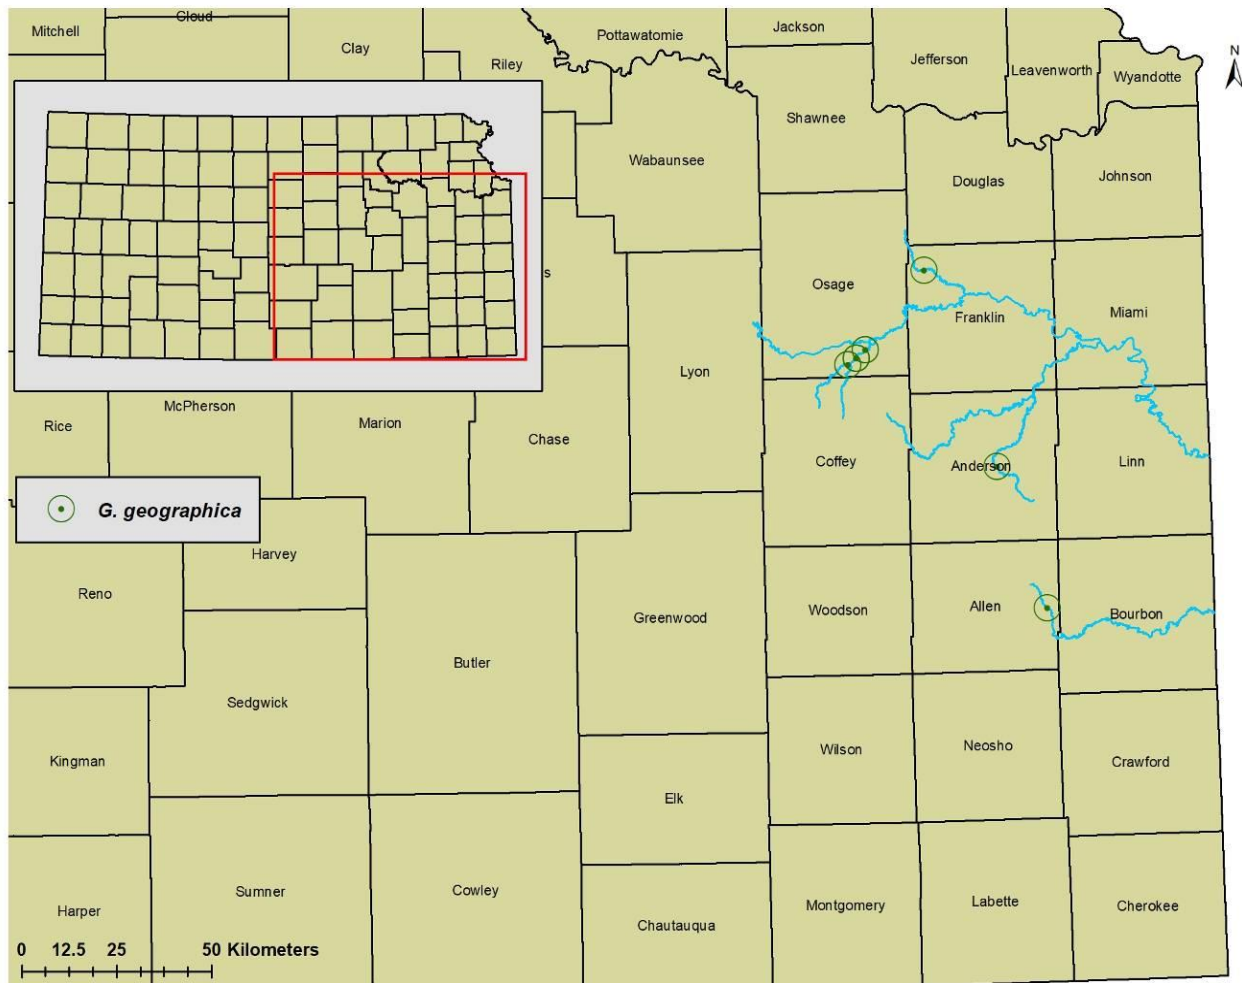 Mitchell
Cloud
Clay
Riley
Pottawatomie
Jackson
Jefferson
Leavenworth
Wyandotte
N
Shawnee
Wabaunsee
Douglas
Johnson
s
Osage
Franklin
Miami
Lyon
Rice
McPherson
Marion
Chase
Coffey
Anderson
Linn
G. geographica
Harvey
Reno
Greenwood
Woodson
Allen
Bourbon
Butler
Sedgwick
Kingman
Wilson
Neosho
Crawford
Elk
Harper
Sumner
Cowley
Chautauqua
Montgomery
Labette
Cherokee
0 12.5 25 50 Kilometers